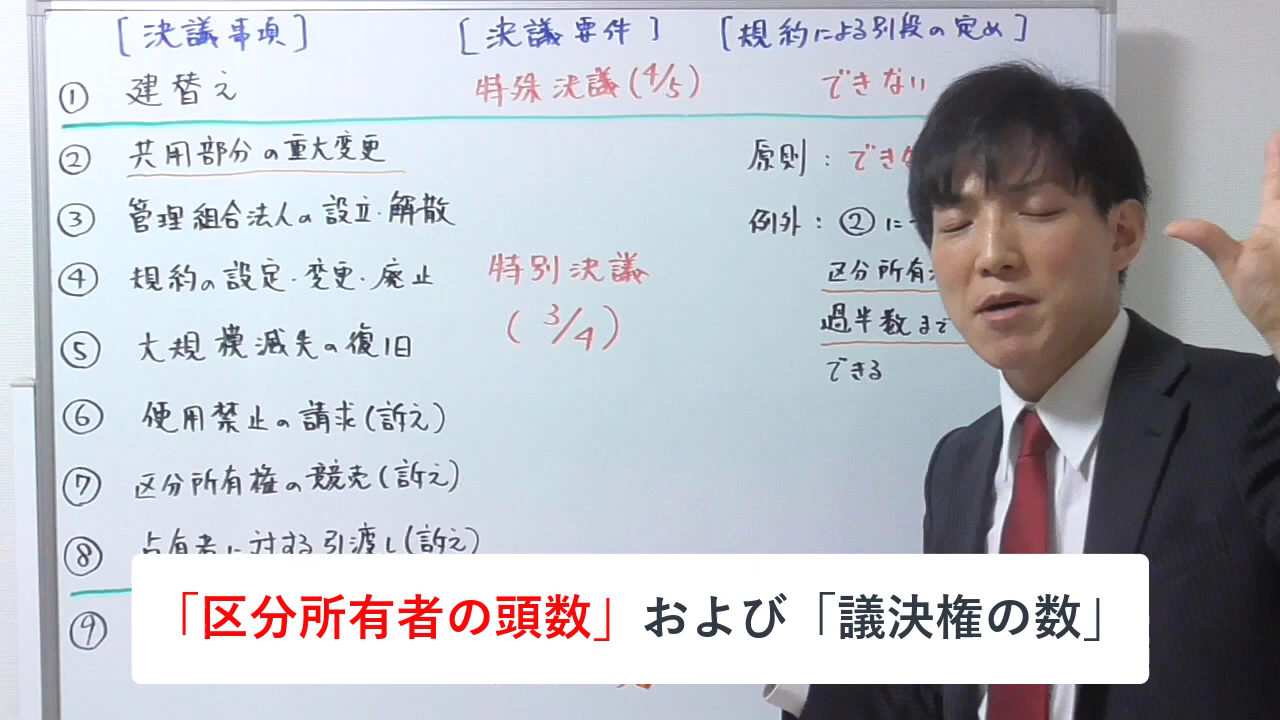 [決議事項] [決議要件] [規約による別段の定め]
① 建替え 特殊決議(4/5) できない
② 共用部分の重大変更 原則:でき
③ 管理組合法人の設立・解散 例外:②に
④ 規約の設定・変更・廃止 特別決議 区分所有
⑤ 大規模滅失の復旧 (3/4) 過半数まで
できる
⑥ 使用禁止の請求(訴え)
⑦ 区分所有権の競売(訴え)
⑧ 占有者に対する引渡し(訴え)
⑨
「区分所有者の頭数」および「議決権の数」